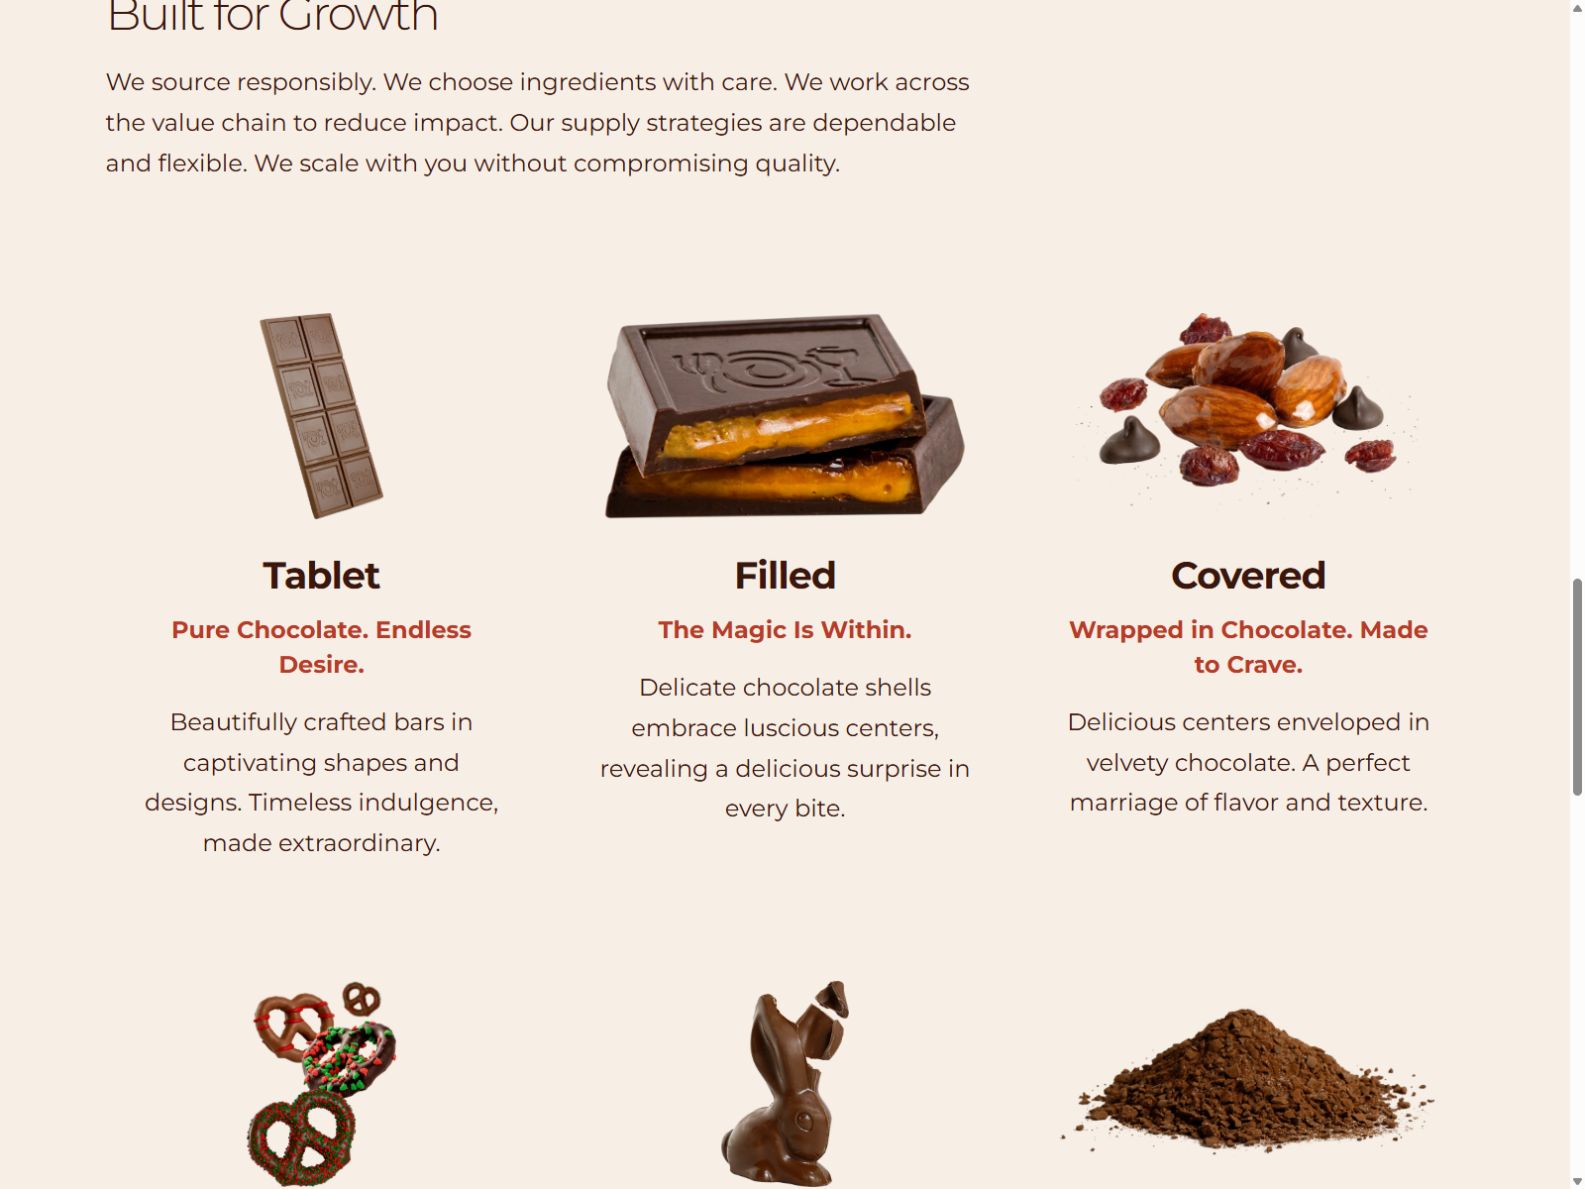 Built for Growth
We source responsibly. We choose ingredients with care. We work across
the value chain to reduce impact. Our supply strategies are dependable
and flexible. We scale with you without compromising quality.
Tablet
Pure Chocolate. Endless
Desire.
Beautifully crafted bars in
captivating shapes and
designs. Timeless indulgence,
made extraordinary.
Filled
The Magic Is Within.
Delicate chocolate shells
embrace luscious centers,
revealing a delicious surprise in
every bite.
Covered
Wrapped in Chocolate. Made
to Crave.
Delicious centers enveloped in
velvety chocolate. A perfect
marriage of flavor and texture.